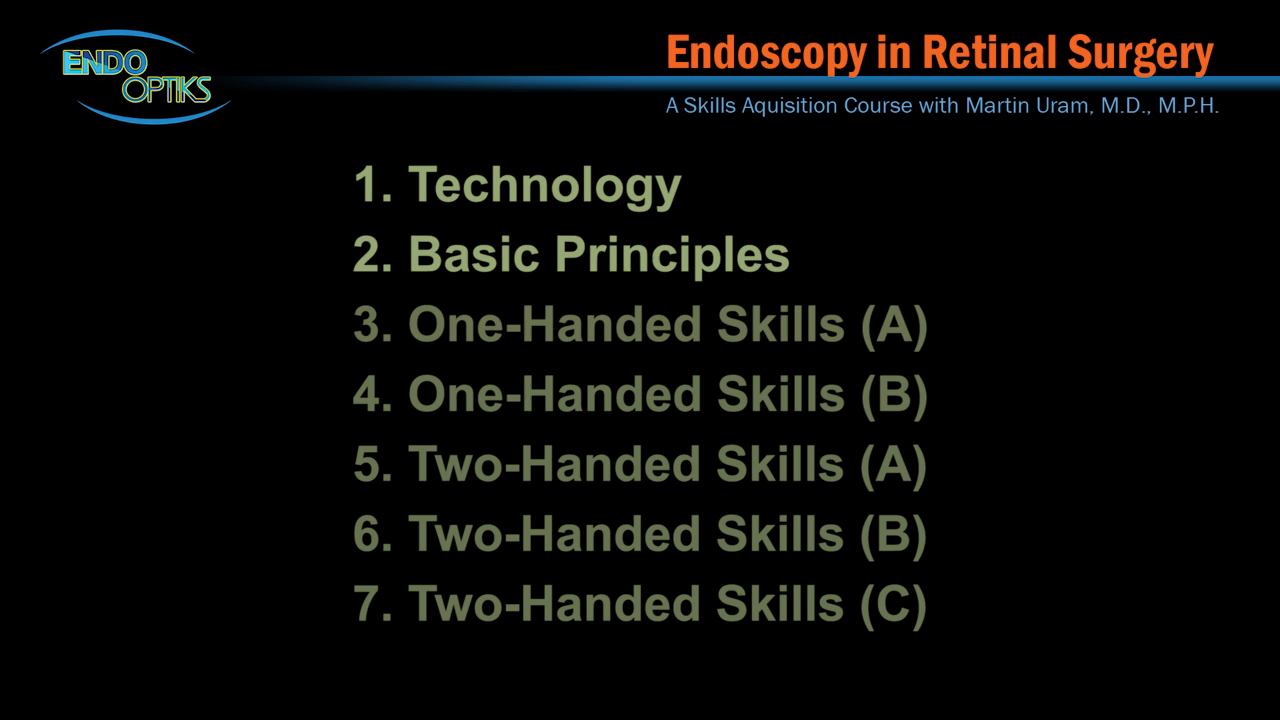 ENDO
OPTIKS
Endoscopy in Retinal Surgery
A Skills Aquisition Course with Martin Uram, M.D., M.P.H.
1. Technology
2. Basic Principles
3. One-Handed Skills (A)
4. One-Handed Skills (B)
5. Two-Handed Skills (A)
6. Two-Handed Skills (B)
7. Two-Handed Skills (C)